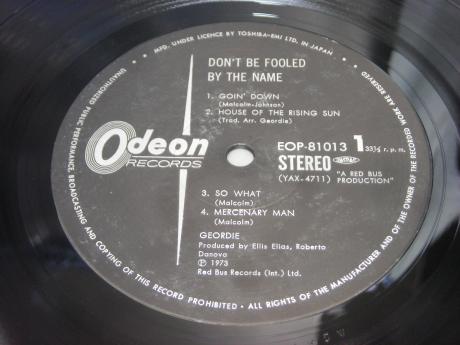 MFD. UNDER LICENCE BY TOSHIBA-EMI LTD. IN JAPAN
UNAUTHORIZED PUBLIC PERFORMANCE, BROADCASTING AND COPYING OF THIS RECORD PROHIBITED • ALL RIGHTS OF THE MANUFACTURER AND OF THE OWNER OF THE RECORDED WORK ARE RESERVED
DON'T BE FOOLED
BY THE NAME
1. GOIN' DOWN
(Malcolm-Johnson)
2. HOUSE OF THE RISING SUN
(Trad. Arr. Geordie)
Odeon
RECORDS
EOP-81013 1 33⅓ r. p. m.
STEREO
(YAX-4711)
"A RED BUS
PRODUCTION"
3. SO WHAT
(Malcolm)
4. MERCENARY MAN
(Malcolm)
GEORDIE
Produced by Ellis Elias, Roberto
Danova
℗ 1973
Red Bus Records (Int.) Ltd.